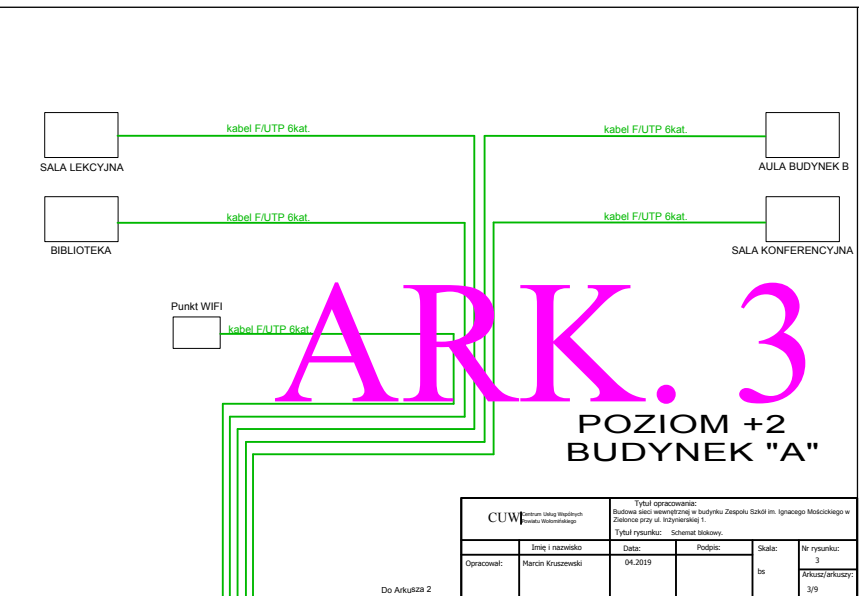 kabel F/UTP 6kat.
kabel F/UTP 6kat.
SALA LEKCYJNA
AULA BUDYNEK B
kabel F/UTP 6kat.
kabel F/UTP 6kat.
BIBLIOTEKA
SALA KONFERENCYJNA
Punkt WIFI
kabel F/UTP 6kat.
ARK. 3
POZIOM +2
BUDYNEK "A"
CUW
Centrum Usług Wspólnych
Powiatu Wołomińskiego
Tytuł opracowania:
Budowa sieci wewnętrznej w budynku Zespołu Szkół im. Ignacego Mościckiego w
Zielonce przy ul. Inżynierskiej 1.
Tytuł rysunku: Schemat blokowy.
Imię i nazwisko
Data:
Podpis:
Skala:
Nr rysunku:
Opracował:
Marcin Kruszewski
04.2019
bs
3
Arkusz/arkuszy:
3/9
Do Arkusza 2